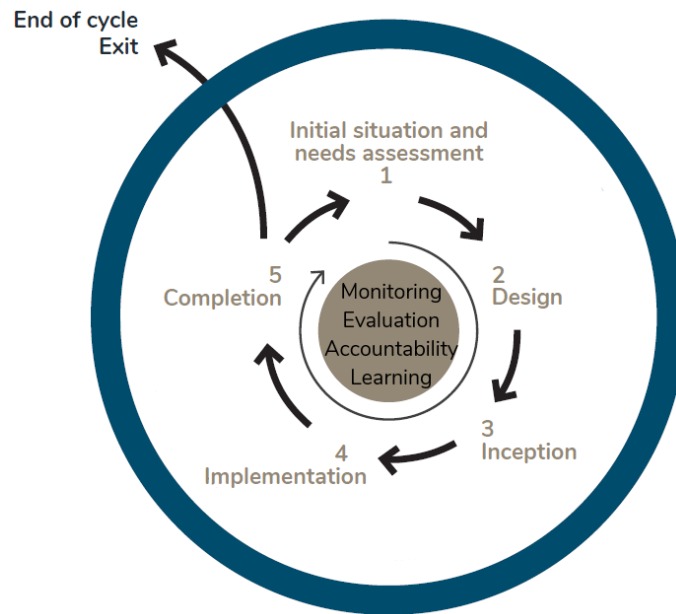 End of cycle
Exit
Initial situation and
needs assessment
1
2
Design
3
Inception
4
Implementation
5
Completion
Monitoring
Evaluation
Accountability
Learning